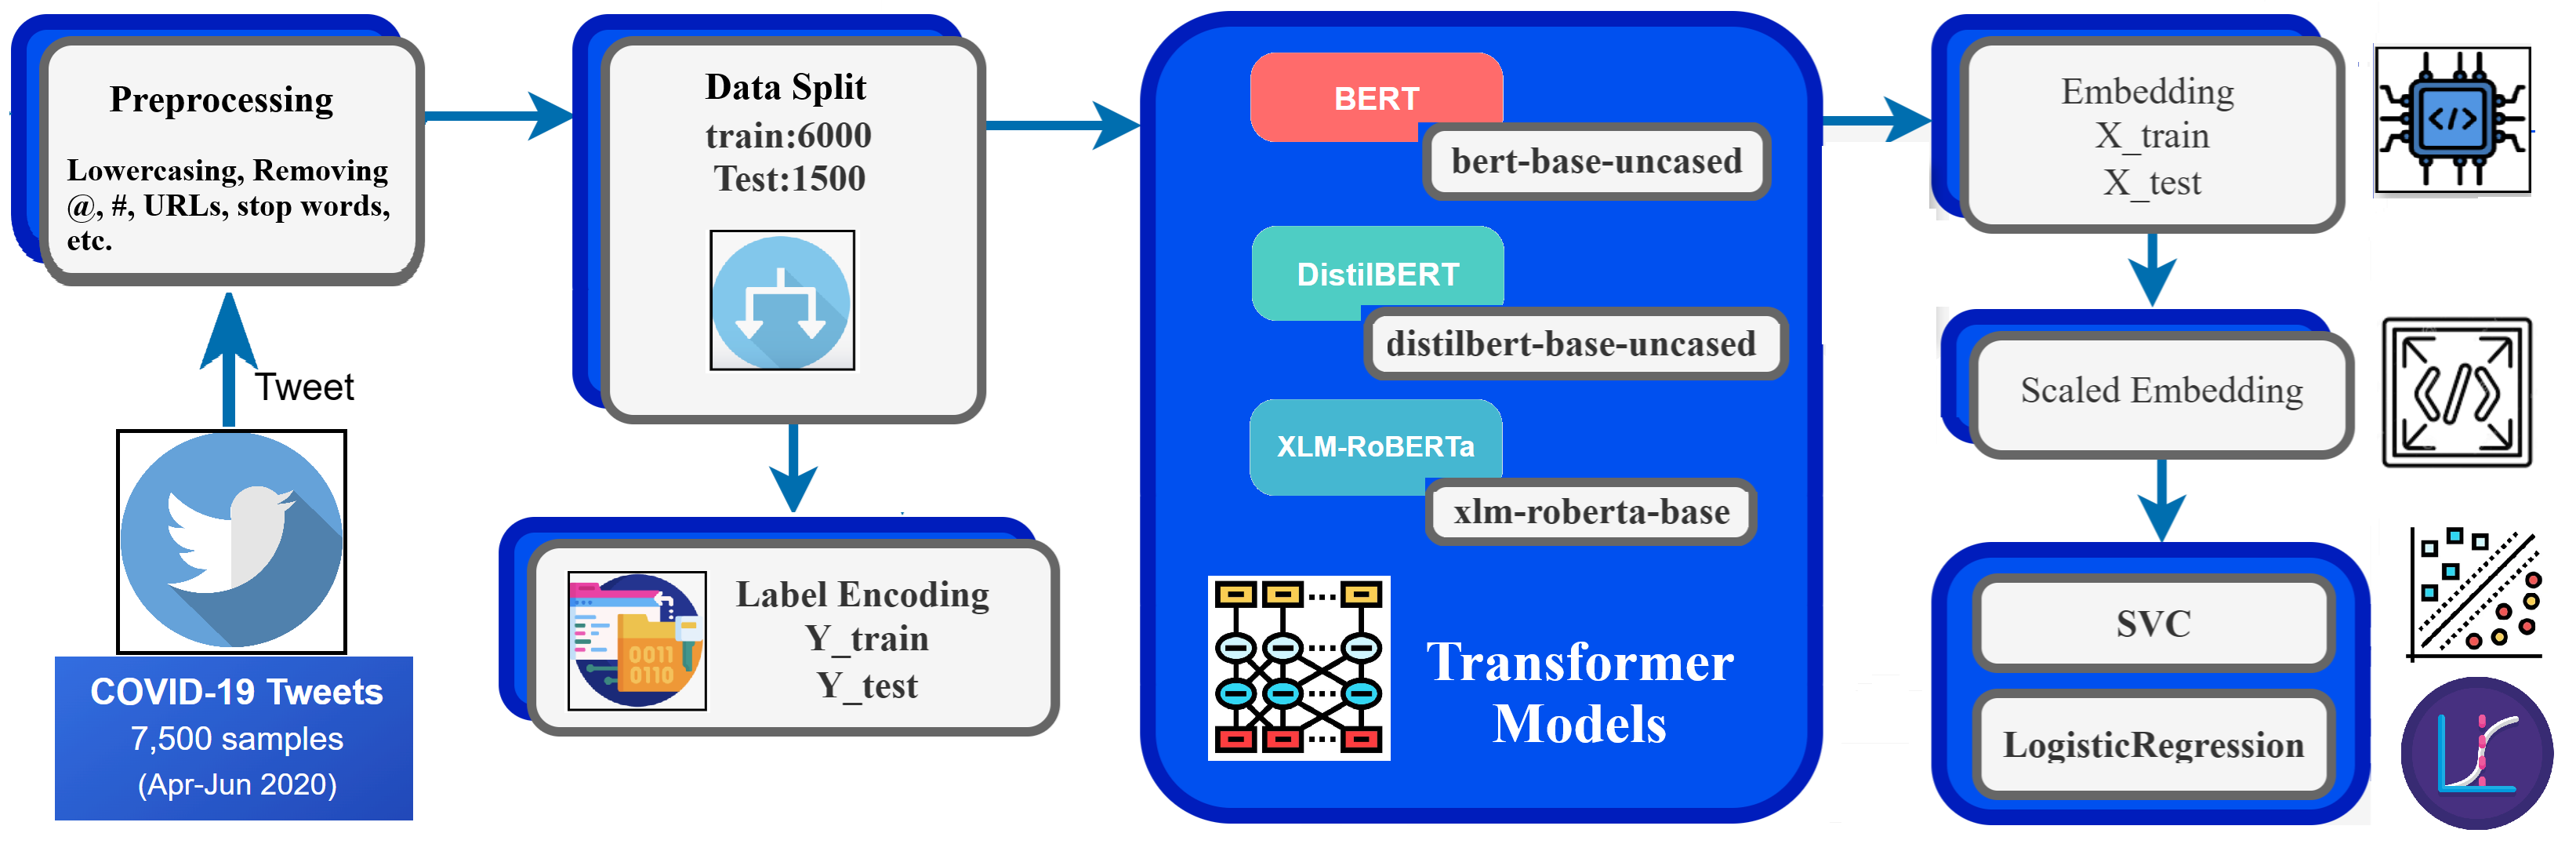 Preprocessing
Lowercasing, Removing
@, #, URLs, stop words,
etc.
Tweet
COVID-19 Tweets
7,500 samples
(Apr-Jun 2020)
Data Split
train:6000
Test:1500
0011
0110
Label Encoding
Y_train
Y_test
BERT
bert-base-uncased
DistilBERT
distilbert-base-uncased
XLM-RoBERTa
xlm-roberta-base
Transformer
Models
Embedding
X_train
X_test
</>
Scaled Embedding
</>
SVC
LogisticRegression